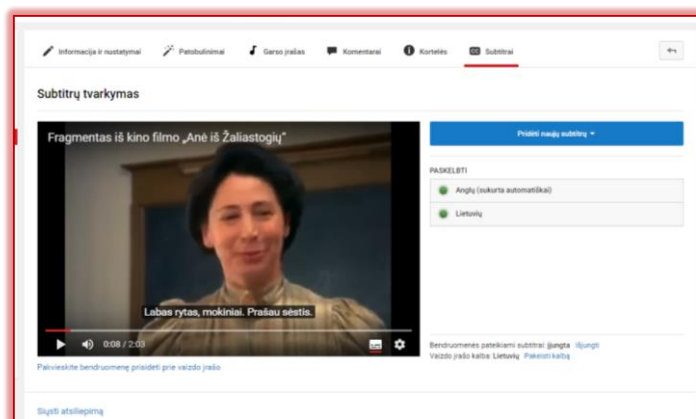 Informacija ir nustatymai Patobulinimai Garso įrašas Komentarai Kortelės CC Subtitrai
Subtitrų tvarkymas
Fragmentas iš kino filmo „Anė iš Žaliastogių“
Pridėti naujų subtitrų
PASKELBTI
Anglų (sukurta automatiškai)
Lietuvių
Labas rytas, mokiniai. Prašau sėstis.
0:08 / 2:03
Bendruomenės pateikiami subtitrai: įjungta Išjungti
Vaizdo įrašo kalba: Lietuvių Pakeisti kalbą
Pakvieskite bendruomenę prisidėti prie vaizdo įrašo
Siųsti atsiliepimą